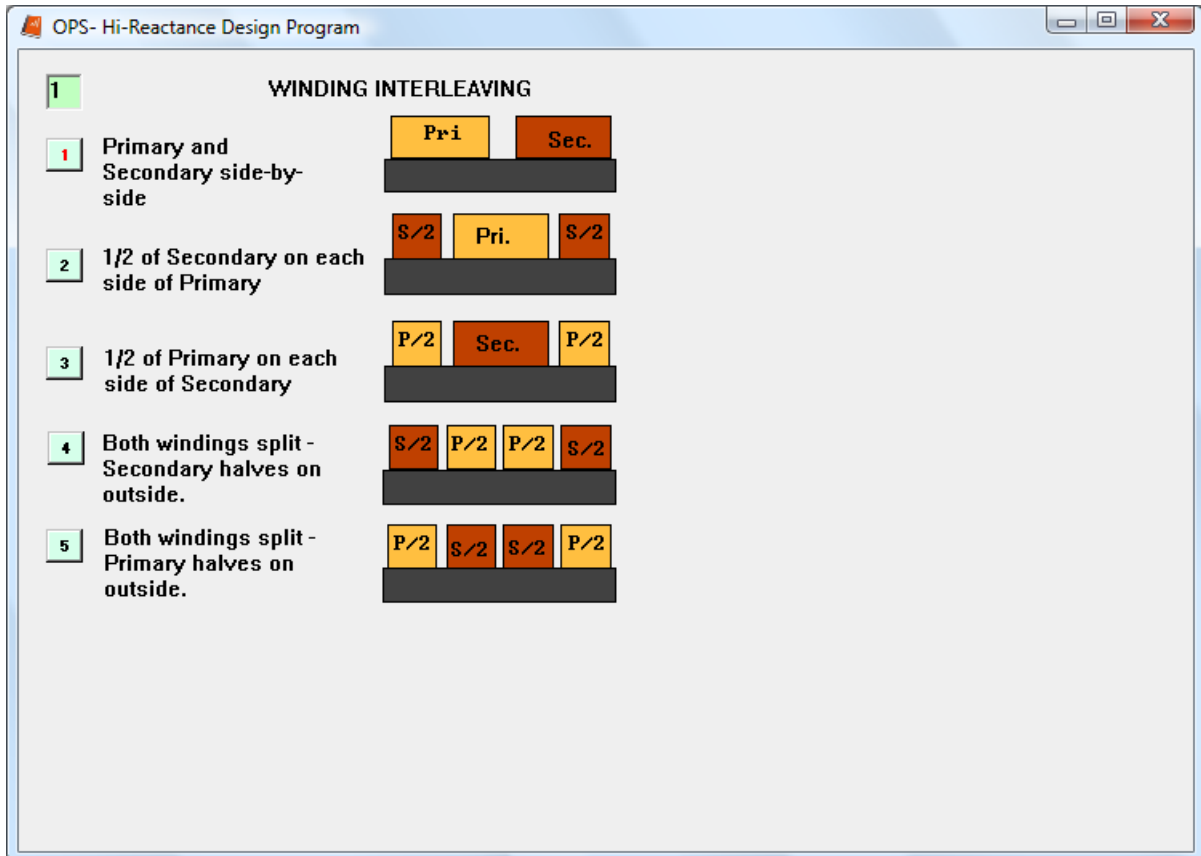 OPS- Hi-Reactance Design Program
1
WINDING INTERLEAVING
1
Primary and
Secondary side-by-
side
Pri
Sec.
2
1/2 of Secondary on each
side of Primary
S/2
Pri.
S/2
3
1/2 of Primary on each
side of Secondary
P/2
Sec.
P/2
4
Both windings split -
Secondary halves on
outside.
S/2
P/2
P/2
S/2
5
Both windings split -
Primary halves on
outside.
P/2
S/2
S/2
P/2